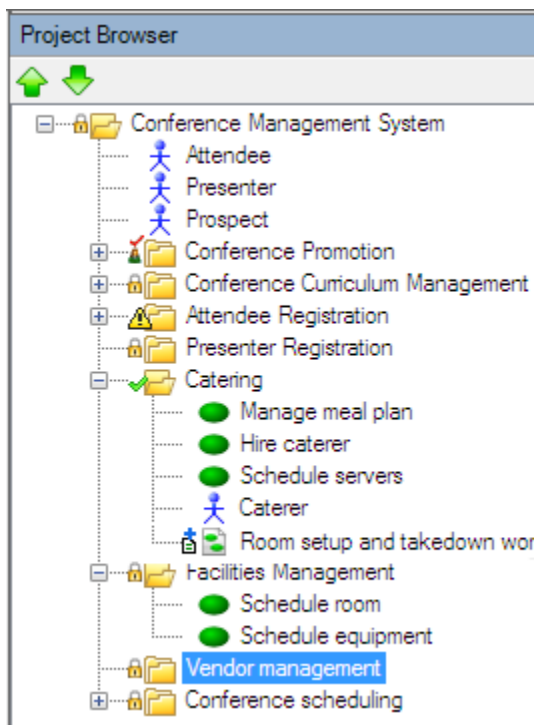 Project Browser
Conference Management System
Attendee
Presenter
Prospect
Conference Promotion
Conference Curriculum Management
Attendee Registration
Presenter Registration
Catering
Manage meal plan
Hire caterer
Schedule servers
Caterer
Room setup and takedown wor
Facilities Management
Schedule room
Schedule equipment
Vendor management
Conference scheduling